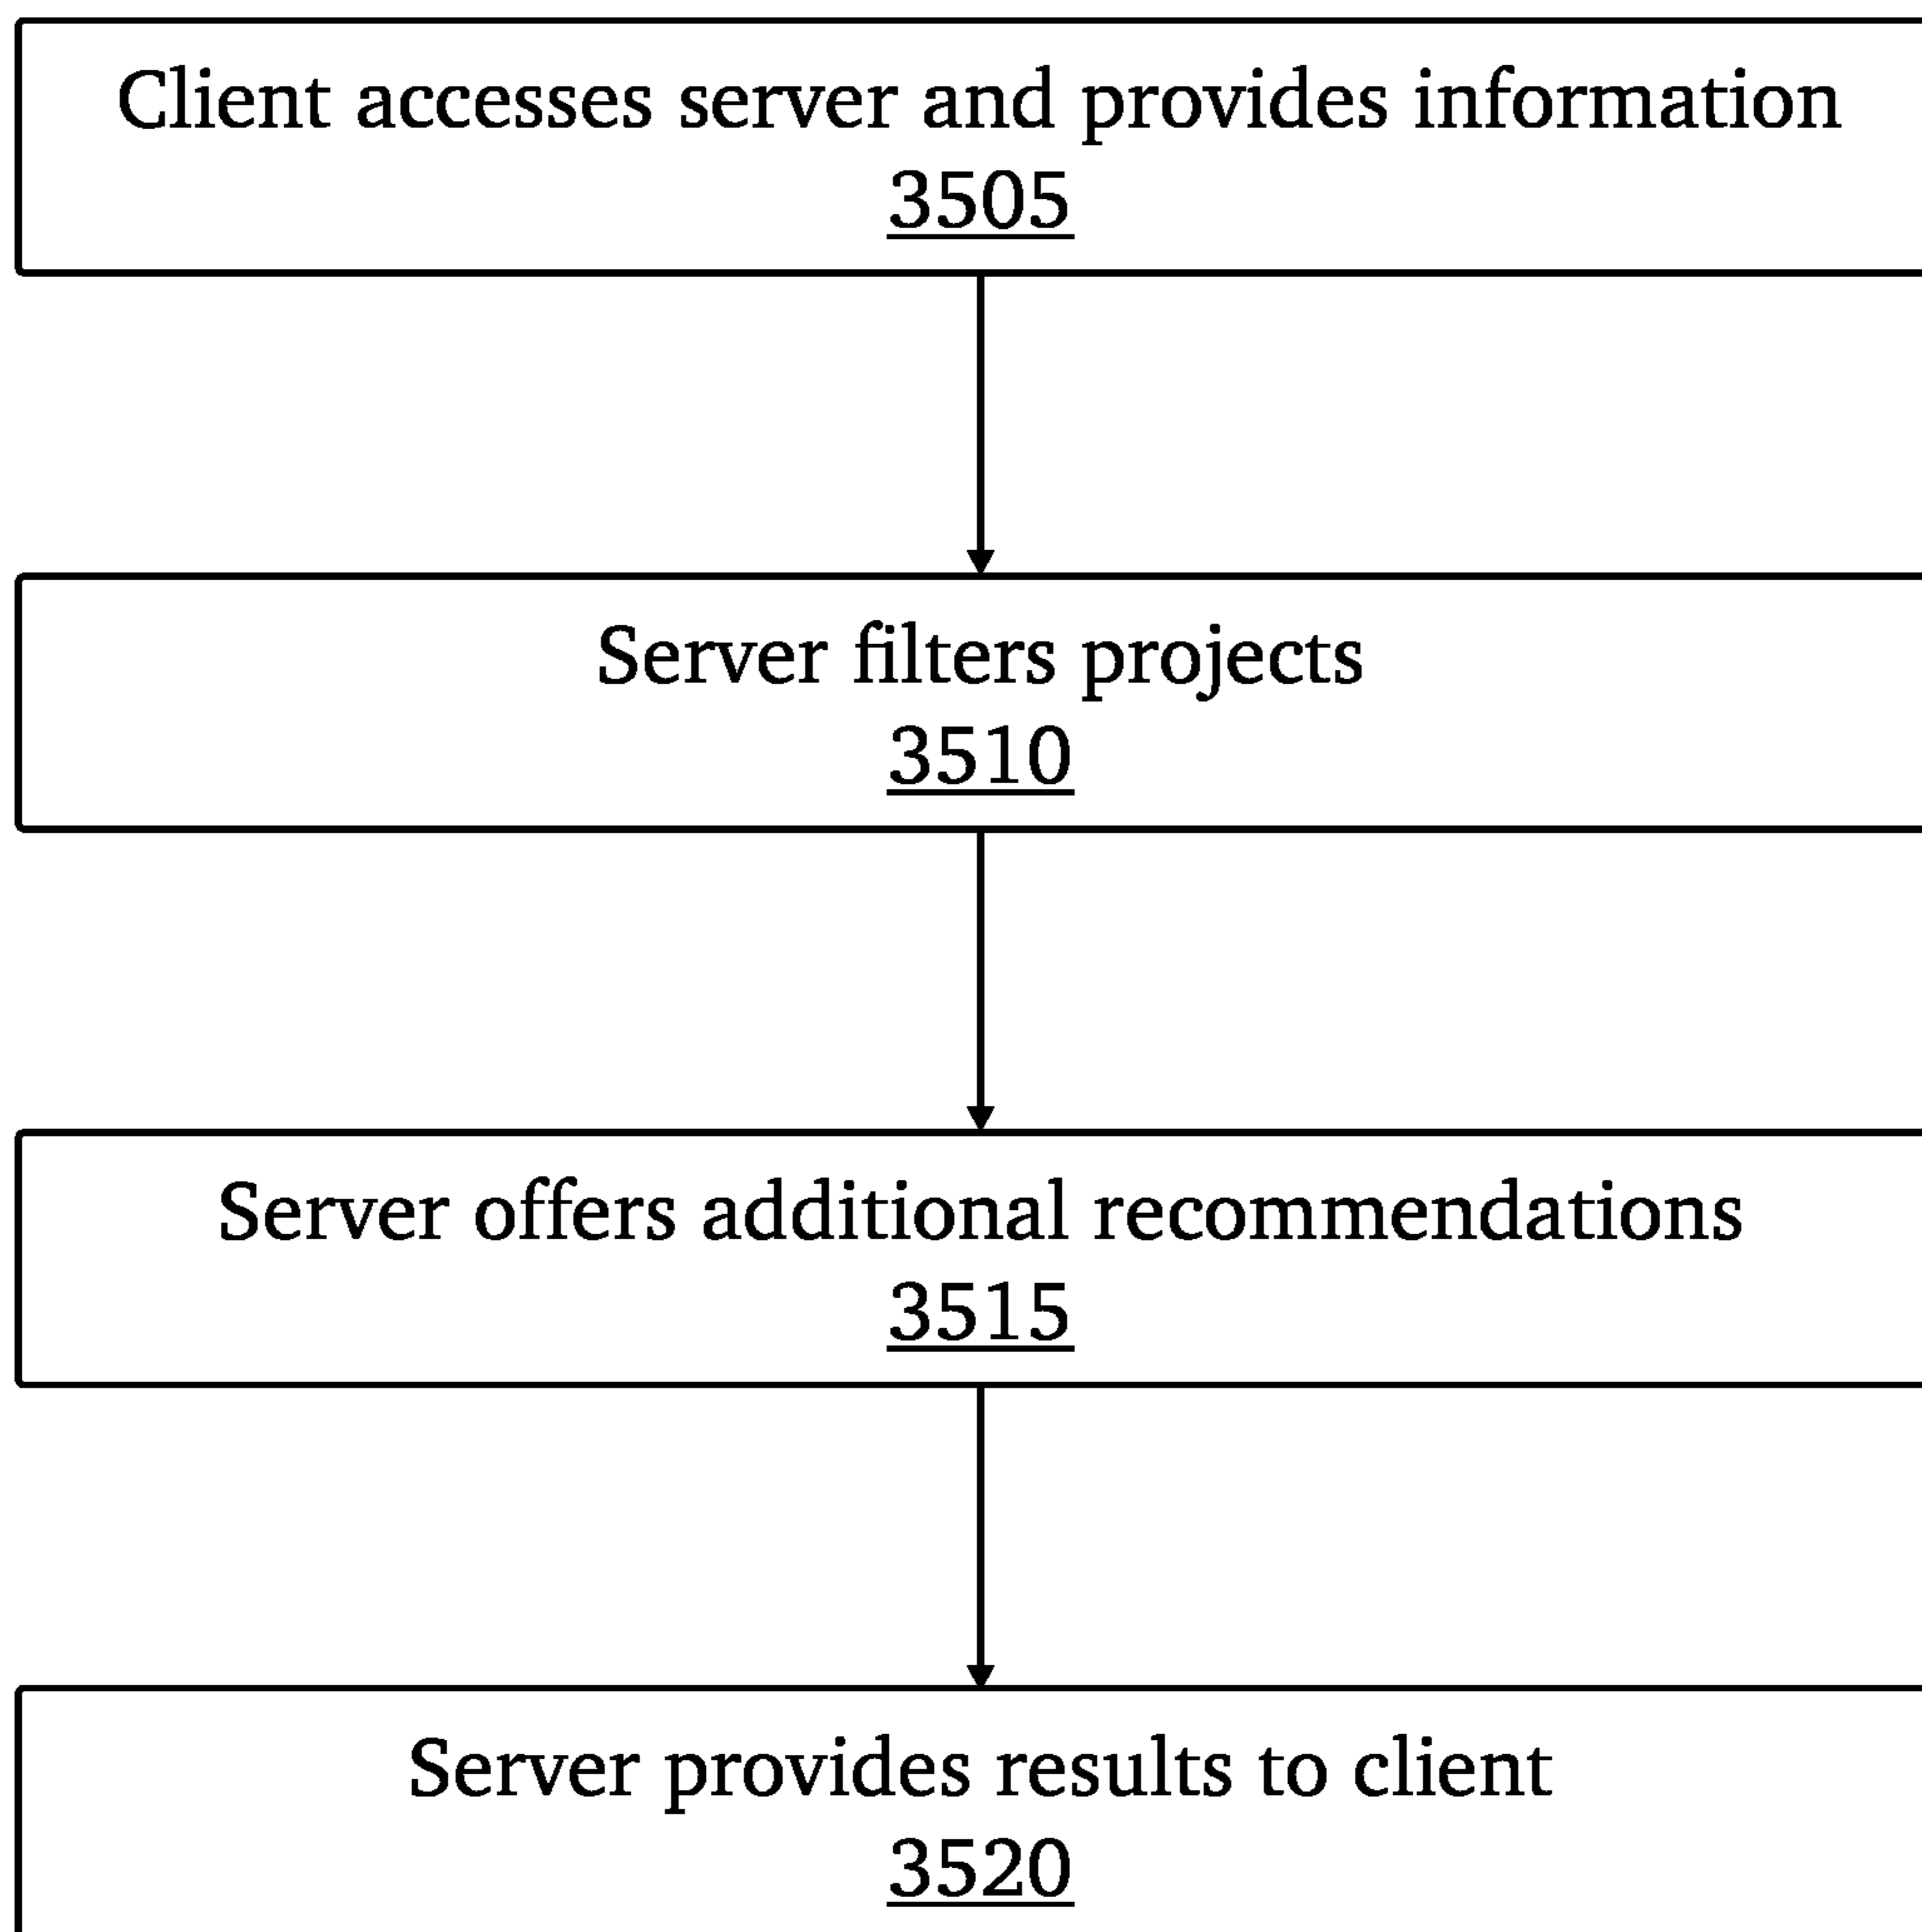 Client accesses server and provides information
3505
Server filters projects
3510
Server offers additional recommendations
3515
Server provides results to client
3520